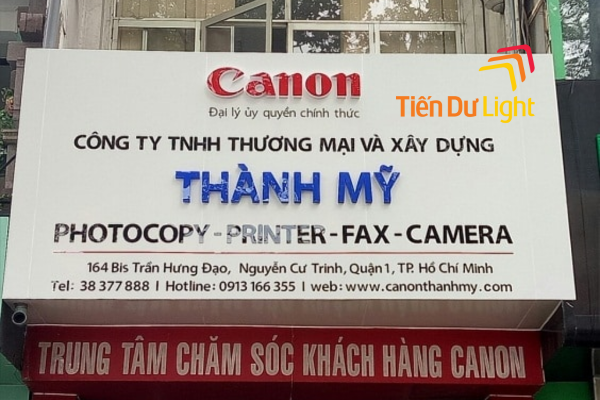 Canon
Tiến Dư Light
Đại lý ủy quyền chính thức
CÔNG TY TNHH THƯƠNG MẠI VÀ XÂY DỰNG
THÀNH MỸ
PHOTOCOPY - PRINTER - FAX - CAMERA
164 Bis Trần Hưng Đạo, Nguyễn Cư Trinh, Quận 1, TP. Hồ Chí Minh
Tel: 38 377 888 | Hotline: 0913 166 355 | web: www.canonthanhmy.com
TRUNG TÂM CHĂM SÓC KHÁCH HÀNG CANON